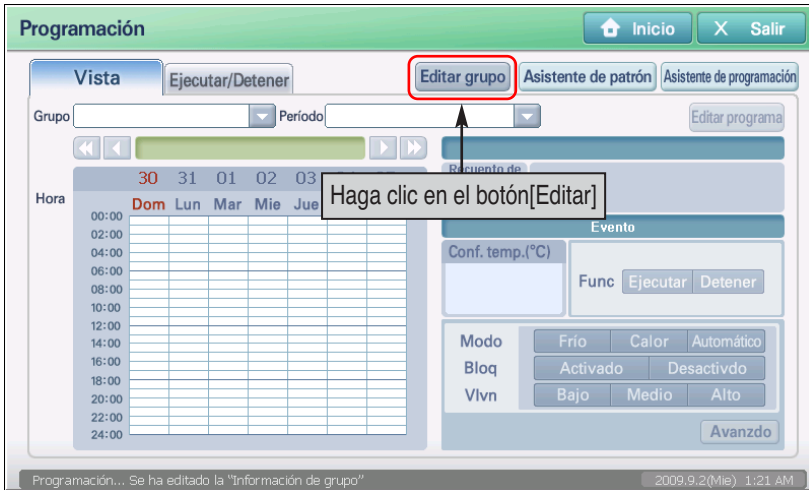 Programación
Inicio
X Salir
Vista
Ejecutar/Detener
Editar grupo
Asistente de patrón
Asistente de programación
Grupo
Período
Editar programa
30 31 01 02 03
Recuento de
Hora
Dom Lun Mar Mie Jue
Haga clic en el botón[Editar]
00:00
02:00
04:00
06:00
08:00
10:00
12:00
14:00
16:00
18:00
20:00
22:00
24:00
Evento
Conf. temp.(°C)
Func Ejecutar Detener
Modo Frío Calor Automático
Bloq Activado Desactivdo
Vlvn Bajo Medio Alto
Avanzdo
Programación... Se ha editado la "Información de grupo"
2009.9.2(Mie) 1:21 AM